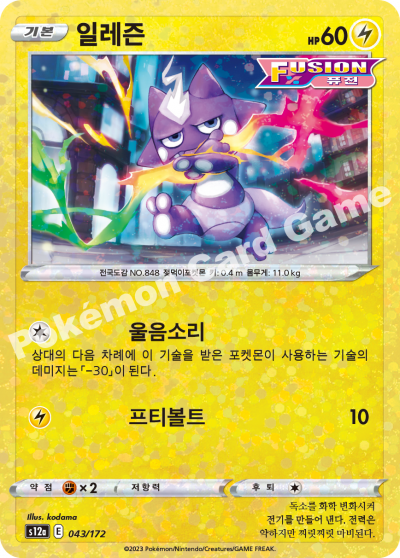 기본 일레즌 HP 60
FUSION
퓨전
전국도감 NO.848 젖먹이포켓몬 키: 0.4 m 몸무게: 11.0 kg
Pokémon Card Game
울음소리
상대의 다음 차례에 이 기술을 받은 포켓몬이 사용하는 기술의
데미지는 「-30」이 된다.
프티볼트 10
약점 ×2 저항력 후퇴
Illus. kodama
독소를 화학 변화시켜
전기를 만들어 낸다. 전력은
약하지만 찌릿찌릿 마비된다.
s12a E 043/172
©2023 Pokémon/Nintendo/Creatures/GAME FREAK.